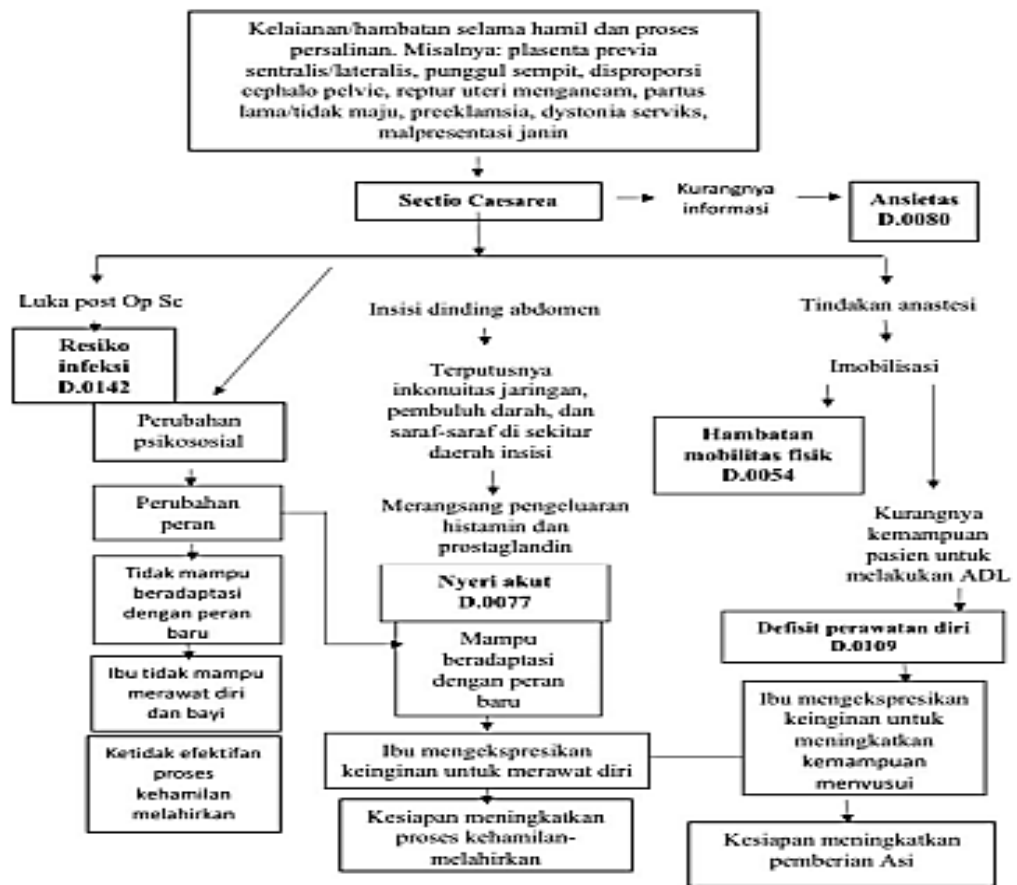 Kelaianan/hambatan selama hamil dan proses
persalinan. Misalnya: plasenta previa
sentralis/lateralis, punggul sempit, disproporsi
cephalo pelvic, reptur uteri mengancam, partus
lama/tidak maju, preeklamsia, dystonia serviks,
malpresentasi janin
Sectio Caesarea
Kurangnya
informasi
Ansietas
D.0080
Luka post Op Sc
Resiko
infeksi
D.0142
Perubahan
psikososial
Perubahan
peran
Tidak mampu
beradaptasi
dengan peran
baru
Ibu tidak mampu
merawat diri
dan bayi
Ketidak efektifan
proses
kehamilan
melahirkan
Insisi dinding abdomen
Terputusnya
inkonuitas jaringan,
pembuluh darah, dan
saraf-saraf di sekitar
daerah insisi
Merangsang pengeluaran
histamin dan
prostaglandin
Nyeri akut
D.0077
Mampu
beradaptasi
dengan peran
baru
Ibu mengekspresikan
keinginan untuk merawat diri
Kesiapan meningkatkan
proses kehamilan-
melahirkan
Tindakan anastesi
Imobilisasi
Hambatan
mobilitas fisik
D.0054
Kurangnya
kemampuan
pasien untuk
melakukan ADL
Defisit perawatan diri
D.0109
Ibu mengekspresikan
keinginan untuk
meningkatkan
kemampuan
menyusui
Kesiapan meningkatkan
pemberian Asi